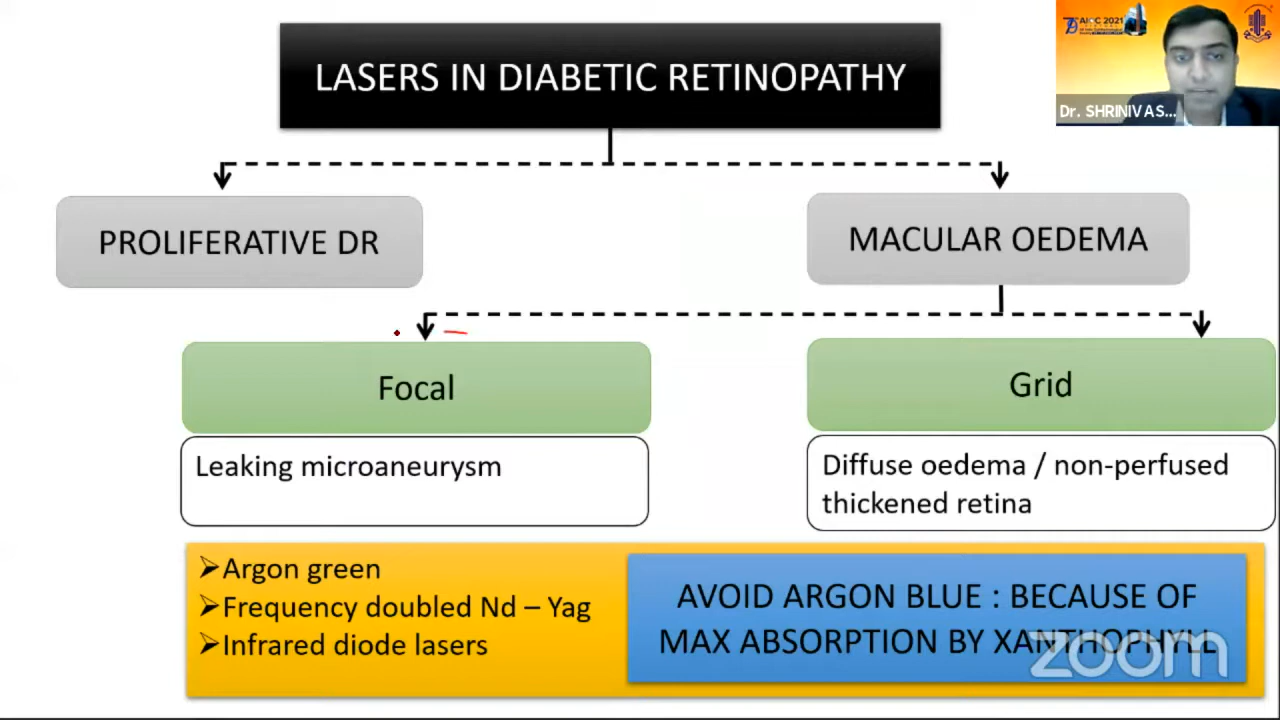 LASERS IN DIABETIC RETINOPATHY
AIOC 2021
Dr. SHRINIVAS...
PROLIFERATIVE DR
MACULAR OEDEMA
Focal
Grid
Leaking microaneurysm
Diffuse oedema / non-perfused
thickened retina
Argon green
Frequency doubled Nd – Yag
Infrared diode lasers
AVOID ARGON BLUE : BECAUSE OF
MAX ABSORPTION BY XANTHOPHYLL
zoom